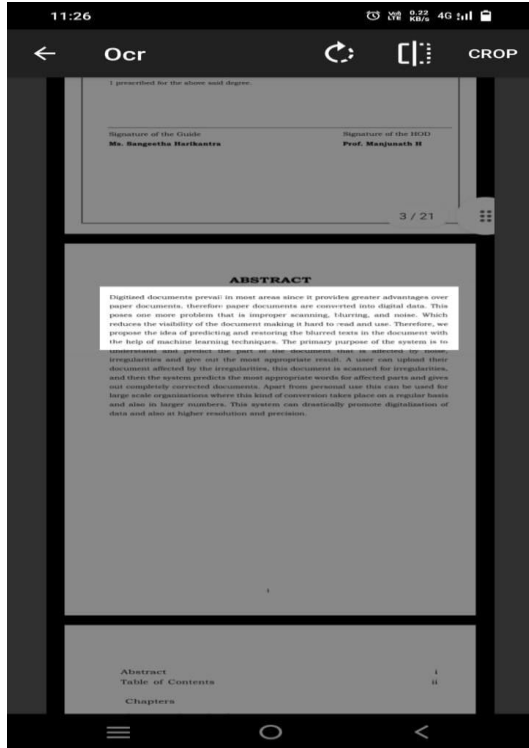 11:26
VoD LTE 0.22 KB/s 4G
Ocr CROP
1 prescribed for the above said degree.
Signature of the Guide Signature of the HOD
Ms. Sangeetha Harikantra Prof. Manjunath H
3 / 21
ABSTRACT
Digitized documents prevail in most areas since it provides greater advantages over
paper documents, therefore paper documents are converted into digital data. This
poses one more problem that is improper scanning, blurring, and noise. Which
reduces the visibility of the document making it hard to read and use. Therefore, we
propose the idea of predicting and restoring the blurred texts in the document with
the help of machine learning techniques. The primary purpose of the system is to
understand and predict the part of the document that is affected by noise,
irregularities and give out the most appropriate result. A user can upload their
document affected by the irregularities, this document is scanned for irregularities,
and then the system predicts the most appropriate words for affected parts and gives
out completely corrected documents. Apart from personal use this can be used for
large scale organizations where this kind of conversion takes place on a regular basis
and also in larger numbers. This system can drastically promote digitalization of
data and also at higher resolution and precision.
i
Abstract i
Table of Contents ii
Chapters